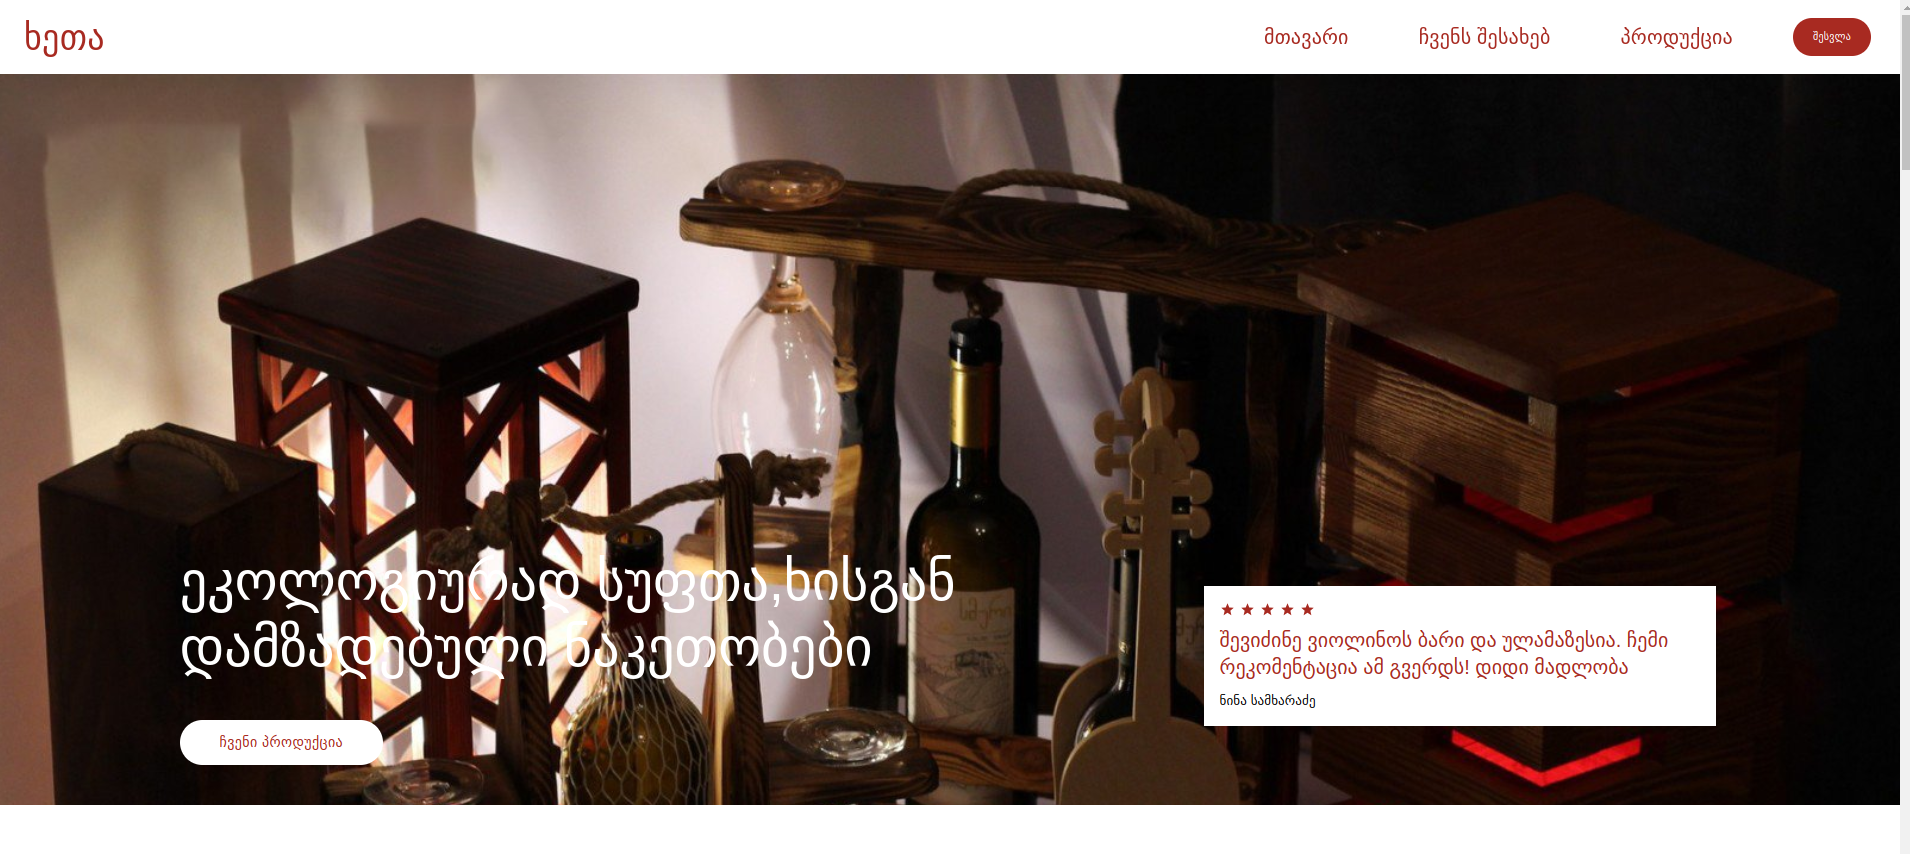 ხეთა
მთავარი
ჩვენს შესახებ
პროდუქცია
შესვლა
ეკოლოგიურად სუფთა,ხისგან
დამზადებული ნაკეთობები
ჩვენი პროდუქცია
შევიძინე ვიოლინოს ბარი და ულამაზესია. ჩემი
რეკომენტაცია ამ გვერდს! დიდი მადლობა
ნინა სამხარაძე